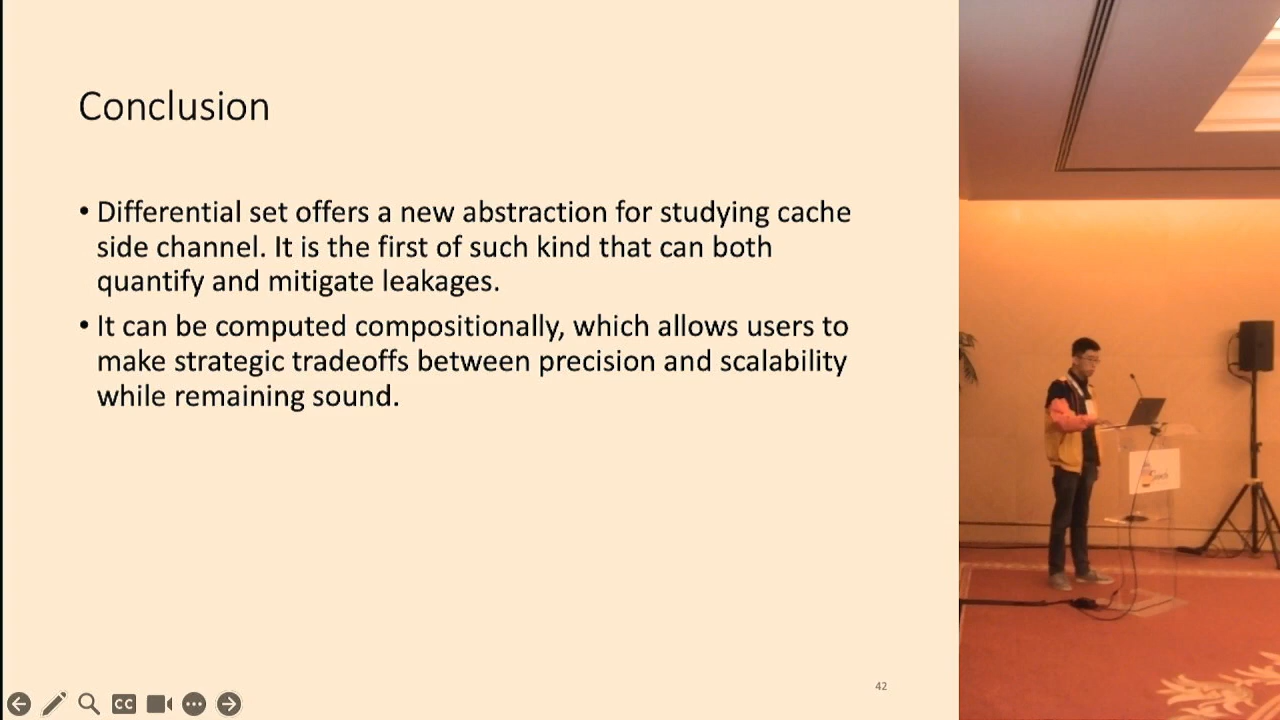 Conclusion
• Differential set offers a new abstraction for studying cache
side channel. It is the first of such kind that can both
quantify and mitigate leakages.
• It can be computed compositionally, which allows users to
make strategic tradeoffs between precision and scalability
while remaining sound.
42
CC